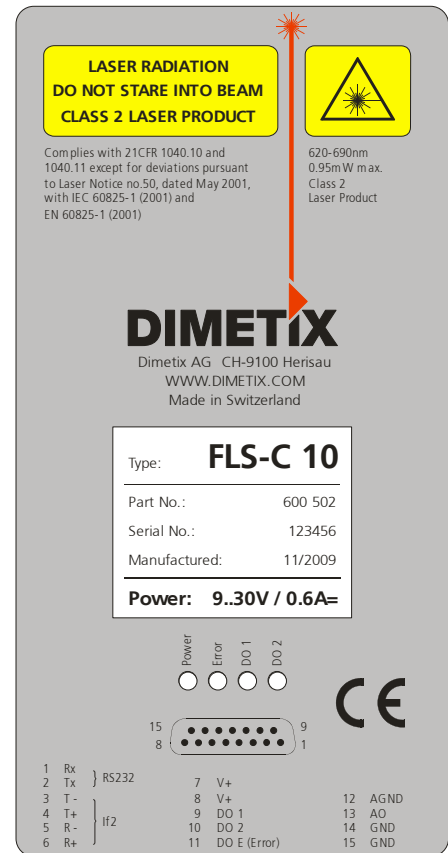 LASER RADIATION
DO NOT STARE INTO BEAM
CLASS 2 LASER PRODUCT
Complies with 21CFR 1040.10 and
1040.11 except for deviations pursuant
to Laser Notice no.50, dated May 2001,
with IEC 60825-1 (2001) and
EN 60825-1 (2001)
620-690nm
0.95mW max.
Class 2
Laser Product
DIMETIX
Dimetix AG CH-9100 Herisau
WWW.DIMETIX.COM
Made in Switzerland
Type: FLS-C 10
Part No.: 600 502
Serial No.: 123456
Manufactured: 11/2009
Power: 9..30V / 0.6A=
Power Error DO 1 DO 2
CE
15 9
8 1
1 Rx
2 Tx
RS232
3 T -
4 T+
5 R -
6 R+
If2
7 V+
8 V+
9 DO 1
10 DO 2
11 DO E (Error)
12 AGND
13 AO
14 GND
15 GND